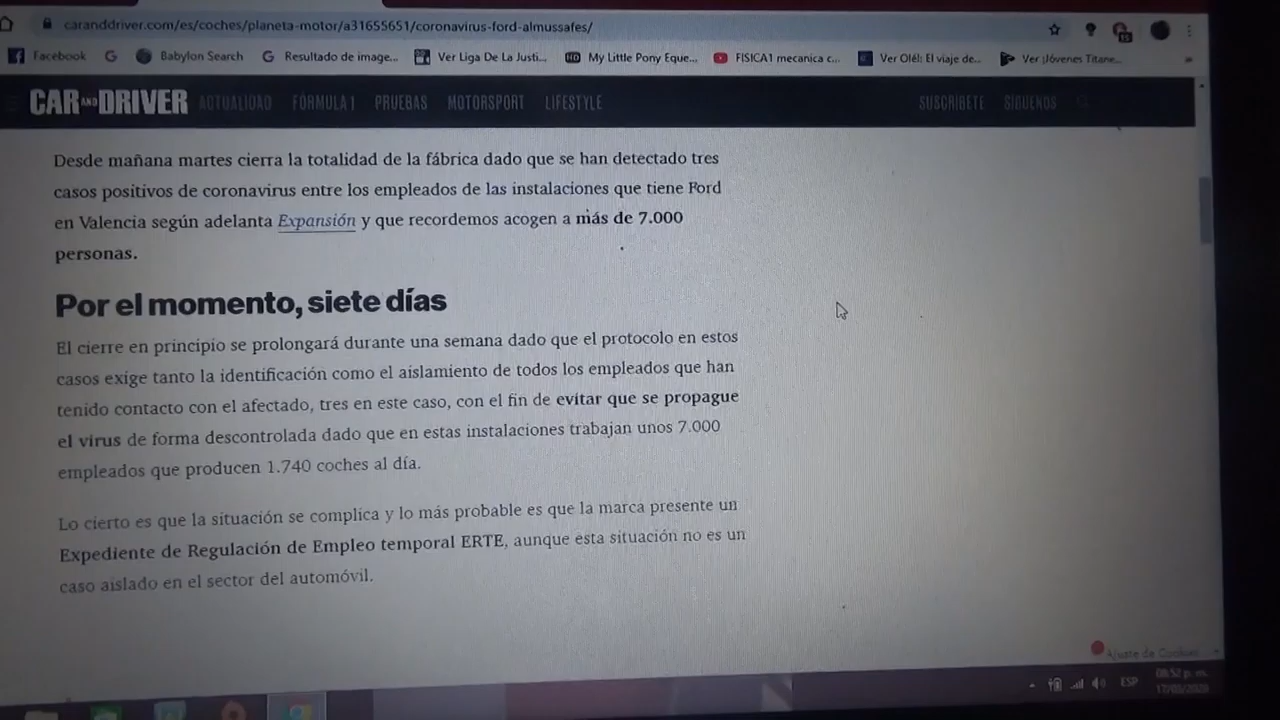 caranddriver.com/es/coches/planeta-motor/a31655651/coronavirus-ford-almussafes/
Facebook G Babylon Search G Resultado de image... Ver Liga De La Justi... HD My Little Pony Eque... FISICA1 mecanica c... Ver Olé!: El viaje de... Ver ¡Jóvenes Titane... »
CAR AND DRIVER ACTUALIDAD FÓRMULA 1 PRUEBAS MOTORSPORT LIFESTYLE SUSCRÍBETE SÍGUENOS
Desde mañana martes cierra la totalidad de la fábrica dado que se han detectado tres
casos positivos de coronavirus entre los empleados de las instalaciones que tiene Ford
en Valencia según adelanta Expansión y que recordemos acogen a más de 7.000
personas.
Por el momento, siete días
El cierre en principio se prolongará durante una semana dado que el protocolo en estos
casos exige tanto la identificación como el aislamiento de todos los empleados que han
tenido contacto con el afectado, tres en este caso, con el fin de evitar que se propague
el virus de forma descontrolada dado que en estas instalaciones trabajan unos 7.000
empleados que producen 1.740 coches al día.
Lo cierto es que la situación se complica y lo más probable es que la marca presente un
Expediente de Regulación de Empleo temporal ERTE, aunque esta situación no es un
caso aislado en el sector del automóvil.
Ajuste de Cookies
ESP 08:52 p. m.